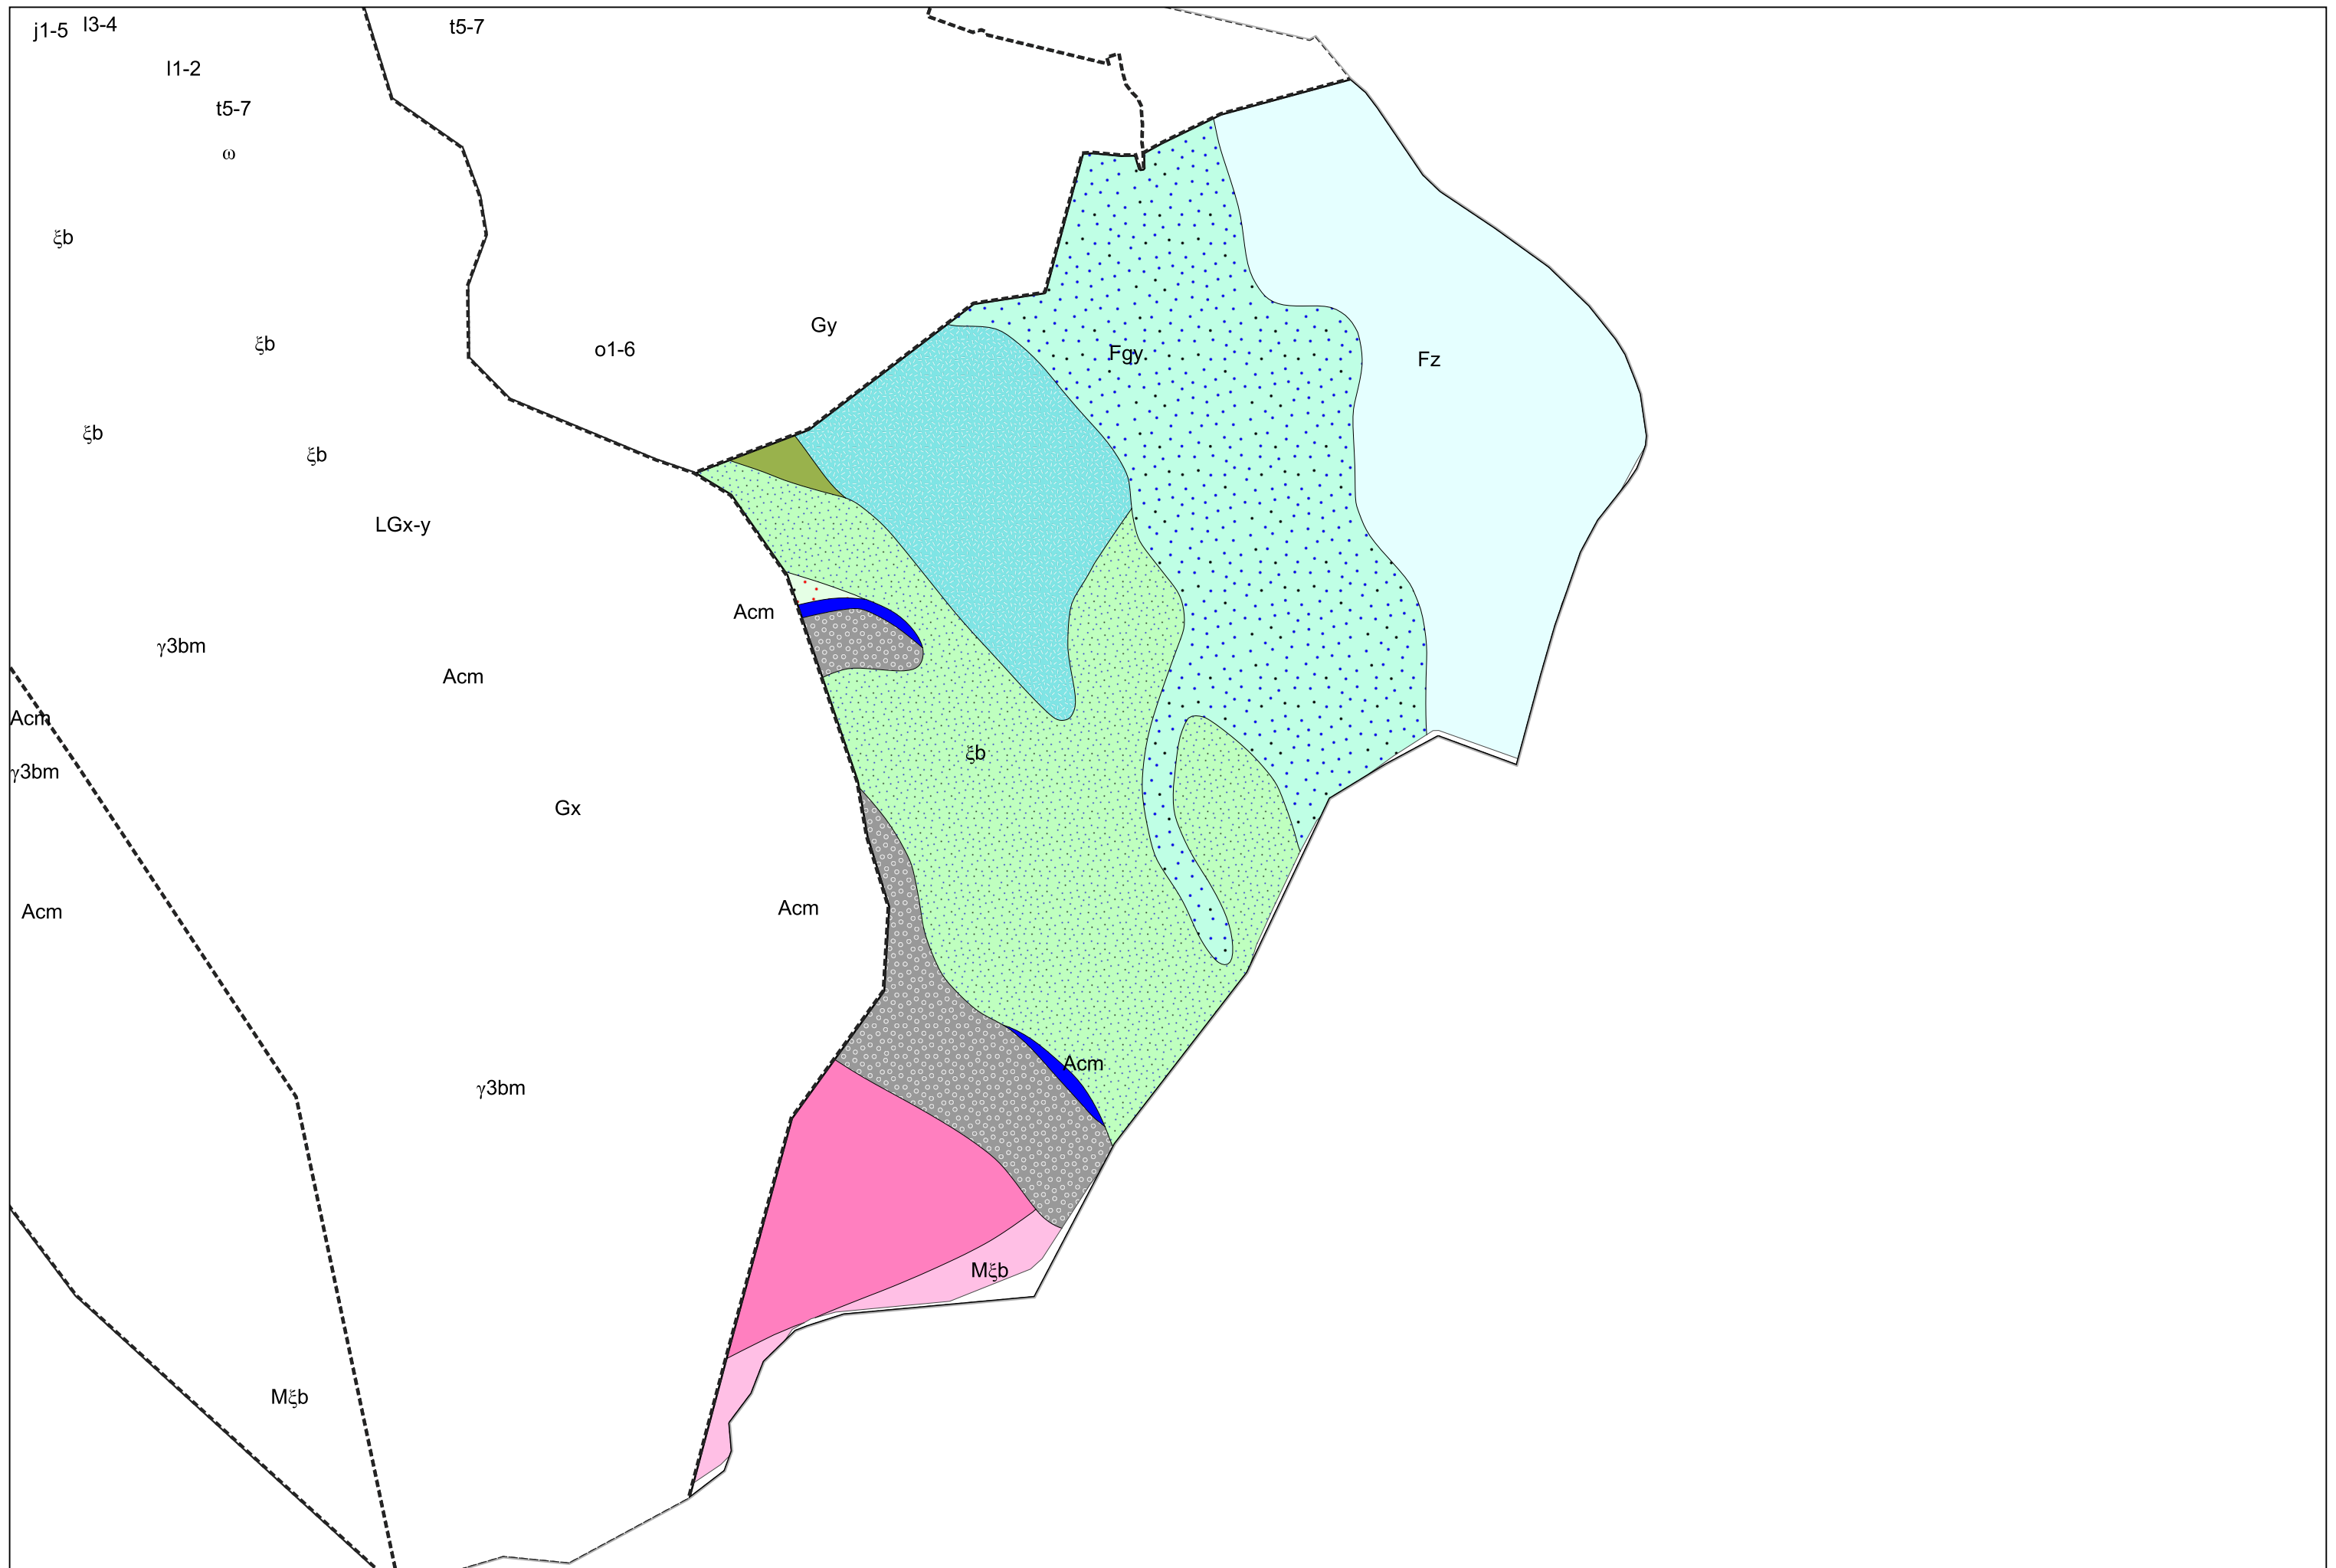 j1-5
l3-4
t5-7
l1-2
t5-7
ω
ξb
Gy
ξb
o1-6
Fgy
Fz
ξb
ξb
LGx-y
Acm
γ3bm
Acm
Acm
ξb
γ3bm
Gx
Acm
Acm
Acm
γ3bm
Mξb
Mξb